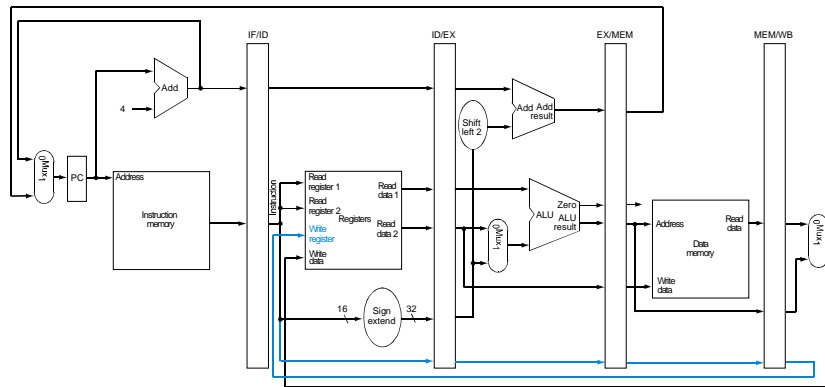 IF/ID
ID/EX
EX/MEM
MEM/WB
Add
4
Shift
left 2
Add Add
result
0
Mux
1
PC
Address
Instruction
memory
Instruction
Read
register 1
Read
register 2
Registers
Write
register
Write
data
Read
data 1
Read
data 2
0
Mux
1
Zero
ALU ALU
result
Address
Read
data
Data
memory
Write
data
0
Mux
1
16
Sign
extend
32